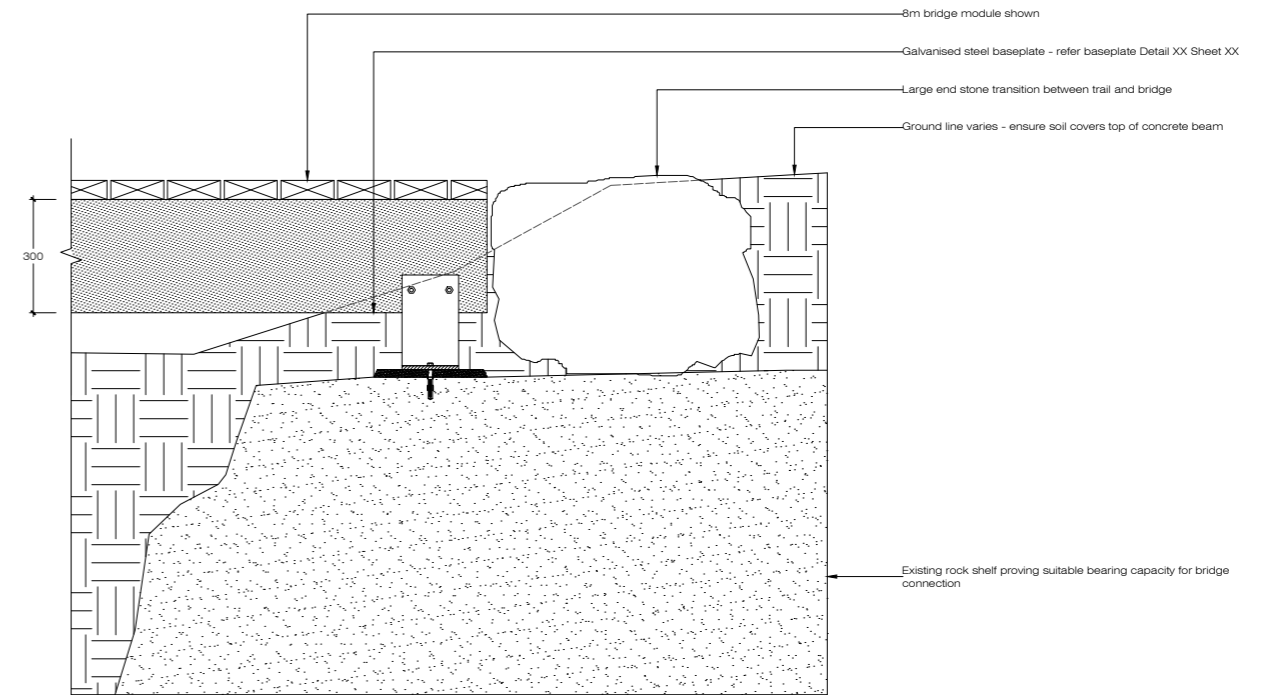 8m bridge module shown
Galvanised steel baseplate - refer baseplate Detail XX Sheet XX
Large end stone transition between trail and bridge
Ground line varies - ensure soil covers top of concrete beam
300
Existing rock shelf proving suitable bearing capacity for bridge
connection